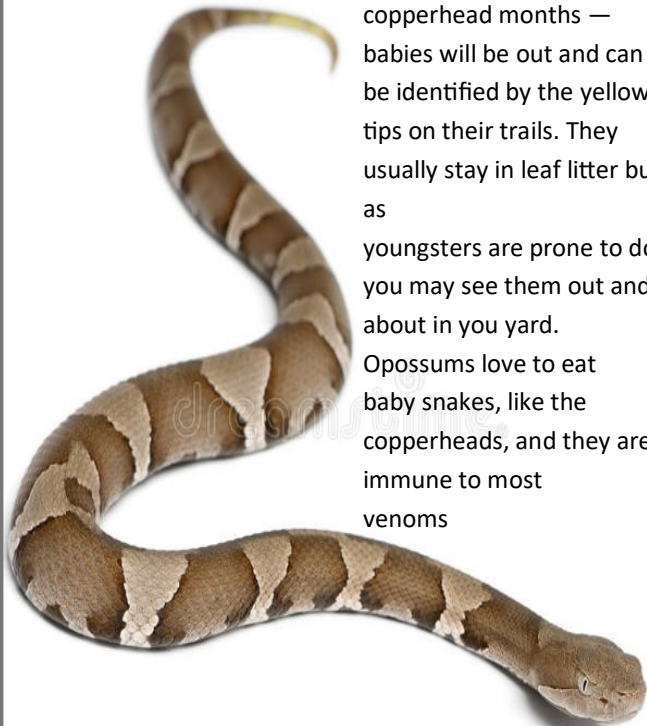 copperhead months —
babies will be out and can
be identified by the yellow
tips on their trails. They
usually stay in leaf litter bu
as
youngsters are prone to do
you may see them out and
about in you yard.
Opossums love to eat
baby snakes, like the
dreamstime
copperheads, and they are
immune to most
venoms